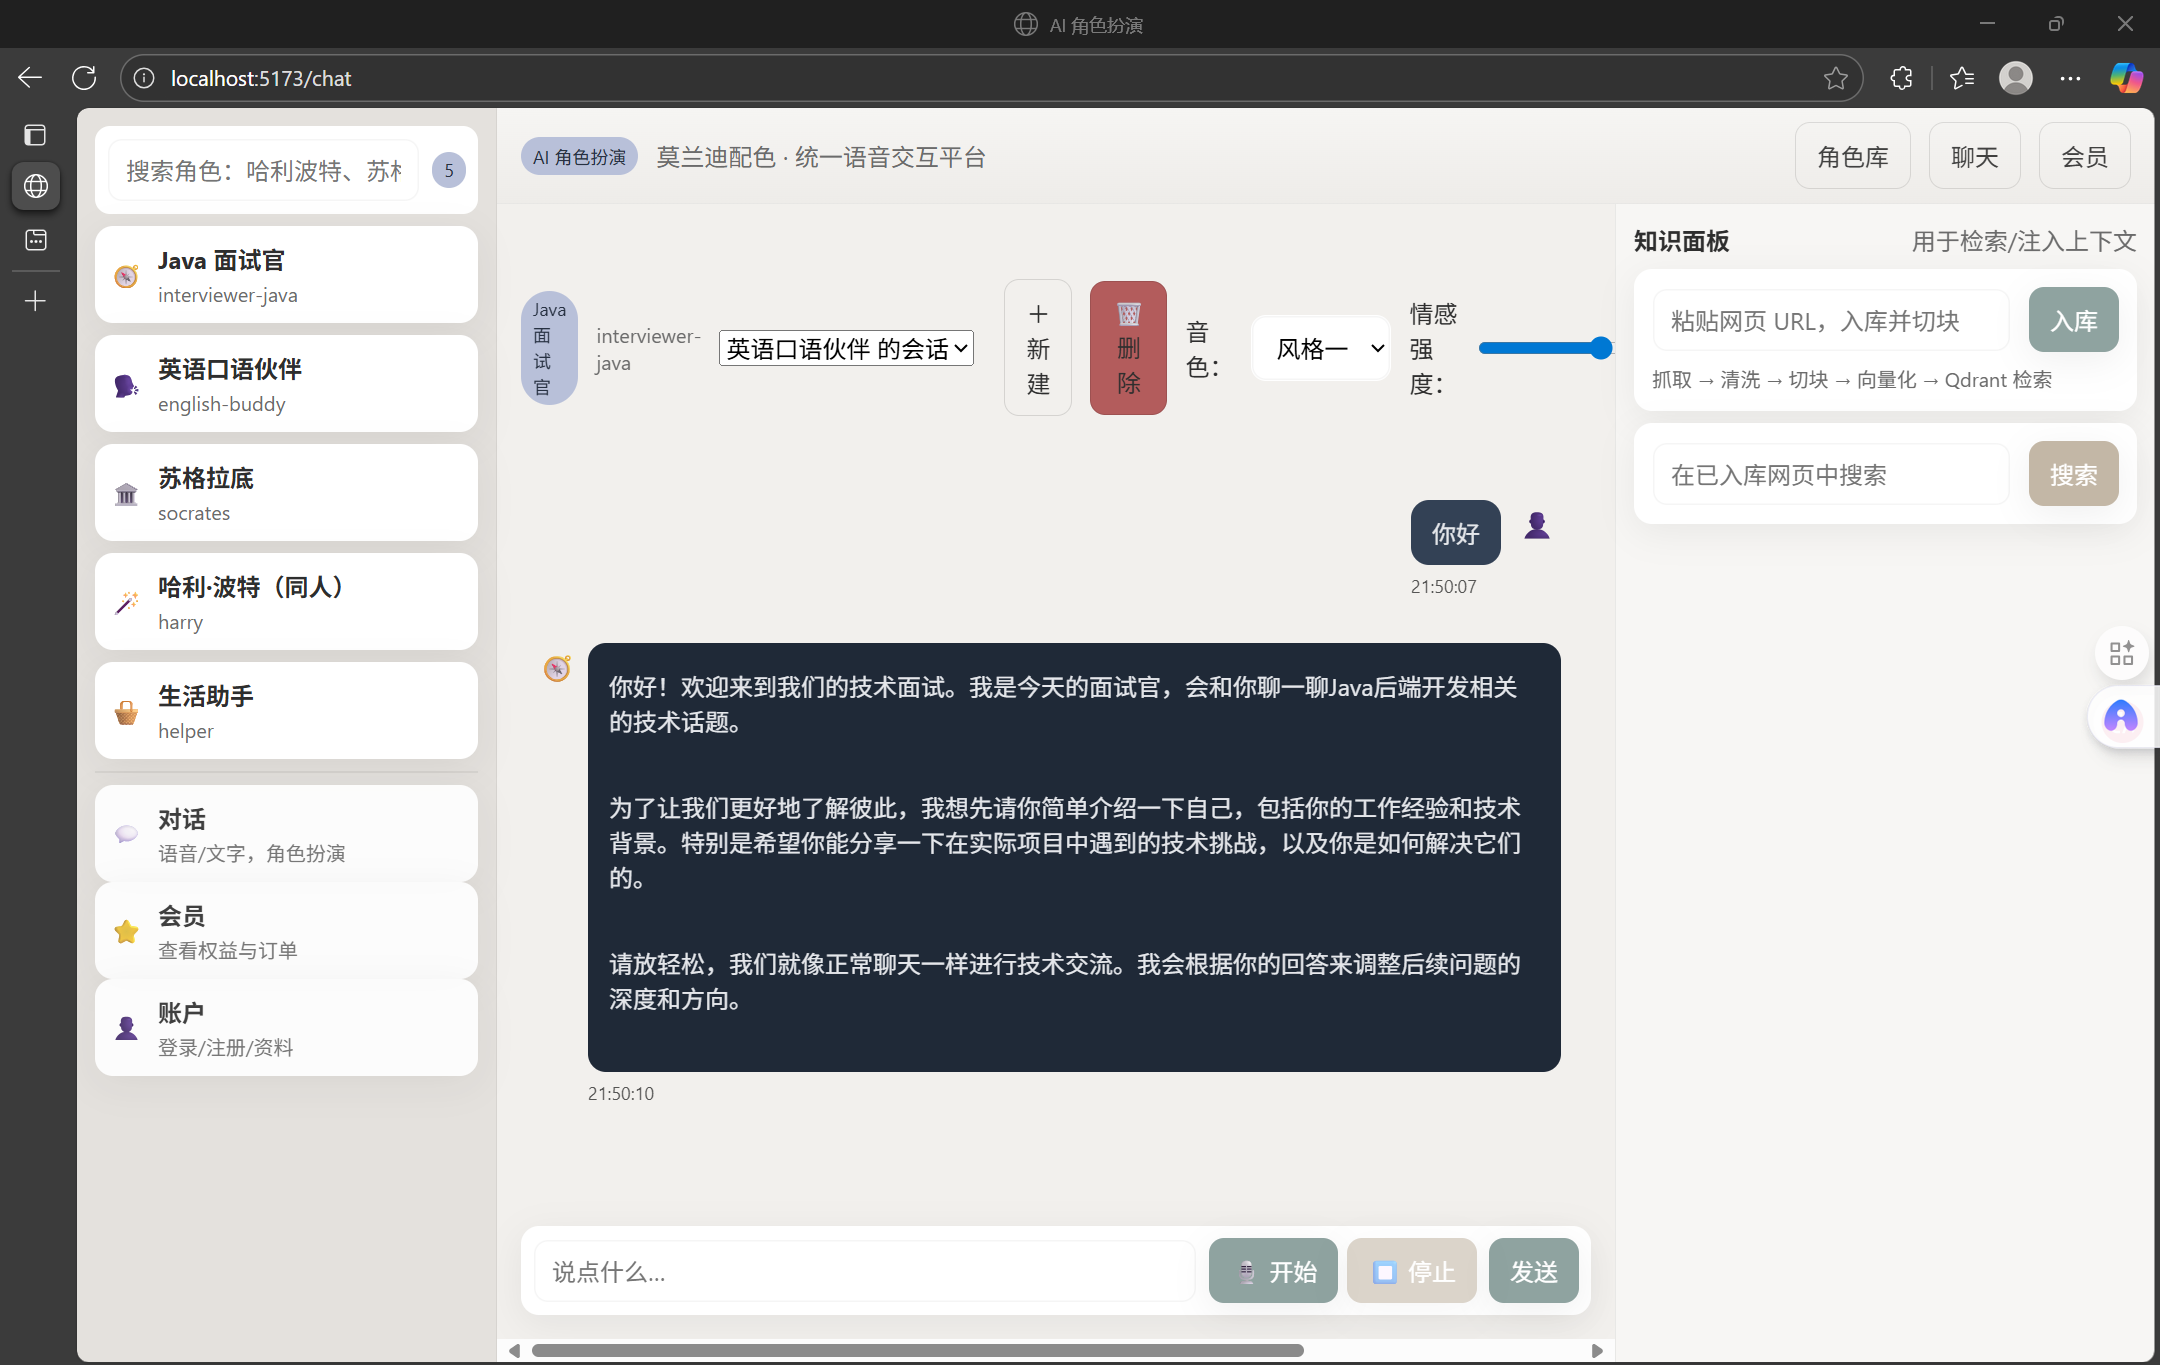 AI 角色扮演
localhost:5173/chat
搜索角色：哈利波特、苏格
5
Java 面试官
interviewer-java
英语口语伙伴
english-buddy
苏格拉底
socrates
哈利·波特（同人）
harry
生活助手
helper
对话
语音/文字，角色扮演
会员
查看权益与订单
账户
登录/注册/资料
AI 角色扮演
莫兰迪配色 · 统一语音交互平台
角色库
聊天
会员
Java
面
试
官
interviewer-
java
英语口语伙伴 的会话
＋
新
建
删
除
音
色：
风格一
情感
强
度：
你好
21:50:07
你好！欢迎来到我们的技术面试。我是今天的面试官，会和你聊一聊Java后端开发相关
的技术话题。
为了让我们更好地了解彼此，我想先请你简单介绍一下自己，包括你的工作经验和技术
背景。特别是希望你能分享一下在实际项目中遇到的技术挑战，以及你是如何解决它们
的。
请放轻松，我们就像正常聊天一样进行技术交流。我会根据你的回答来调整后续问题的
深度和方向。
21:50:10
说点什么...
开始
停止
发送
知识面板
用于检索/注入上下文
粘贴网页 URL，入库并切块
入库
抓取 → 清洗 → 切块 → 向量化 → Qdrant 检索
在已入库网页中搜索
搜索